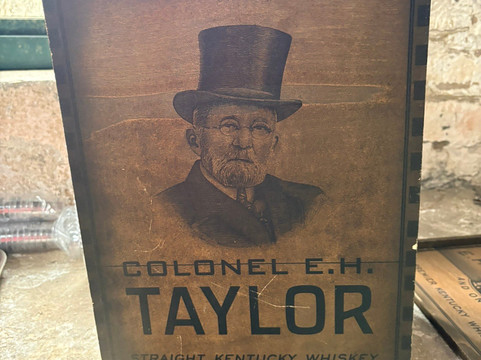 COLONEL E.H.
TAYLOR
STRAIGHT KENTUCKY WHISKEY